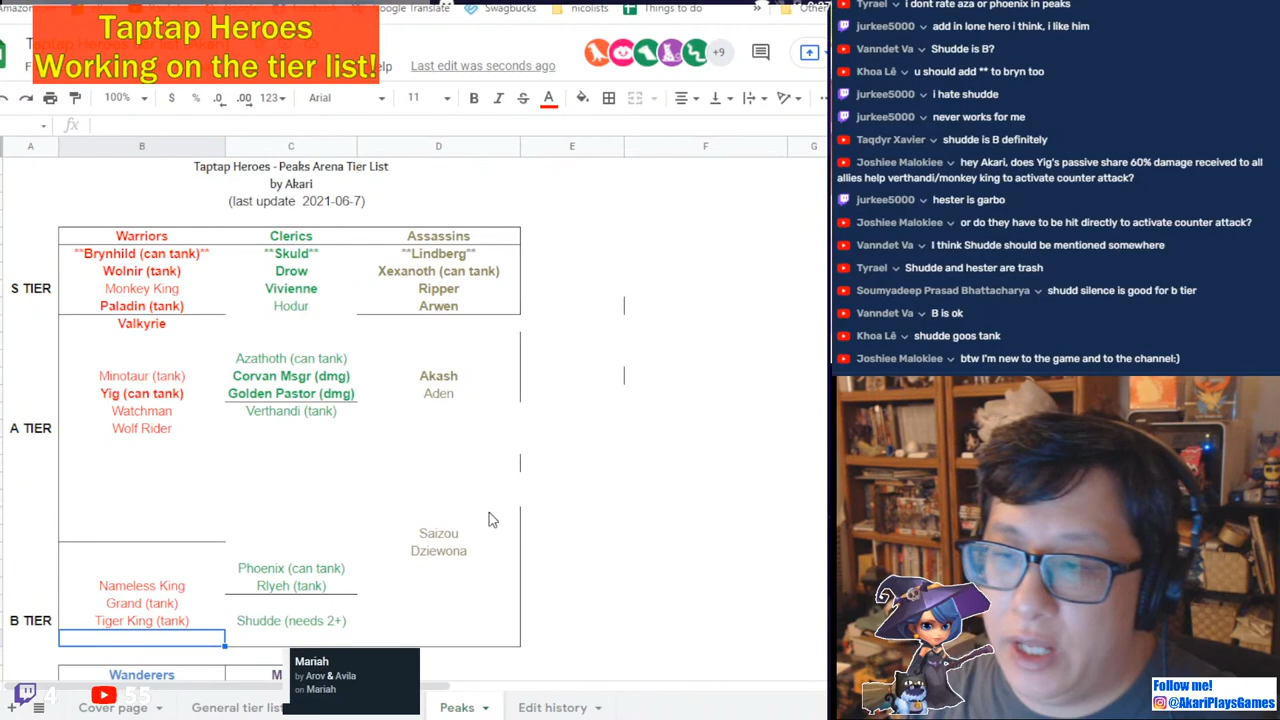 Amazon
Google Translate
Swagbucks
nicolists
Things to do
Taptap Heroes
Working on the tier list!
Last edit was seconds ago
+9
100%
$
%
.0
.00
123
Arial
11
B
I
S
A
fx
A
B
C
D
E
F
G
Taptap Heroes - Peaks Arena Tier List
by Akari
(last update 2021-06-7)
Warriors
Clerics
Assassins
**Brynhild (can tank)**
**Skuld**
**Lindberg**
Wolnir (tank)
Drow
Xexanoth (can tank)
S TIER
Monkey King
Vivienne
Ripper
Paladin (tank)
Hodur
Arwen
Valkyrie
Azathoth (can tank)
Minotaur (tank)
Corvan Msgr (dmg)
Akash
Yig (can tank)
Golden Pastor (dmg)
Aden
Watchman
Verthandi (tank)
A TIER
Wolf Rider
Saizou
Dziewona
Phoenix (can tank)
Nameless King
Rlyeh (tank)
Grand (tank)
B TIER
Tiger King (tank)
Shudde (needs 2+)
Wanderers
M
Mariah
by Arov & Avila
on Mariah
4
55
Cover page
General tier list
Peaks
Edit history
Tyrael i dont rate aza or phoenix in peaks
jurkee5000 add in lone hero i think, i like him
Vanndet Va Shudde is B?
Khoa Lê u should add ** to bryn too
jurkee5000 i hate shudde
jurkee5000 never works for me
Taqdyr Xavier shudde is B definitely
Joshiee Malokiee hey Akari, does Yig's passive share 60% damage received to all
allies help verthandi/monkey king to activate counter attack?
jurkee5000 hester is garbo
Joshiee Malokiee or do they have to be hit directly to activate counter attack?
Vanndet Va I think Shudde should be mentioned somewhere
Tyrael Shudde and hester are trash
Soumyadeep Prasad Bhattacharya shudd silence is good for b tier
Vanndet Va B is ok
Khoa Lê shudde goos tank
Joshiee Malokiee btw I'm new to the game and to the channel:)
Follow me!
@AkariPlaysGames